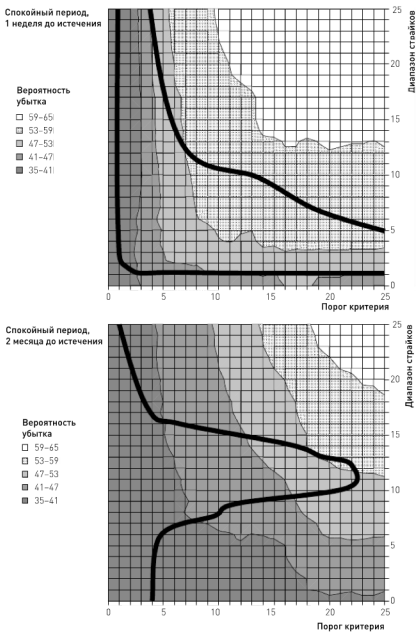 Спокойный период,
1 неделя до истечения
Вероятность
убытка
59–65
53–59
47–53
41–47
35–41
Диапазон страйков
25
20
15
10
5
0
0 5 10 15 20 25
Порог критерия
Спокойный период,
2 месяца до истечения
Вероятность
убытка
59–65
53–59
47–53
41–47
35–41
Диапазон страйков
25
20
15
10
5
0
0 5 10 15 20 25
Порог критерия